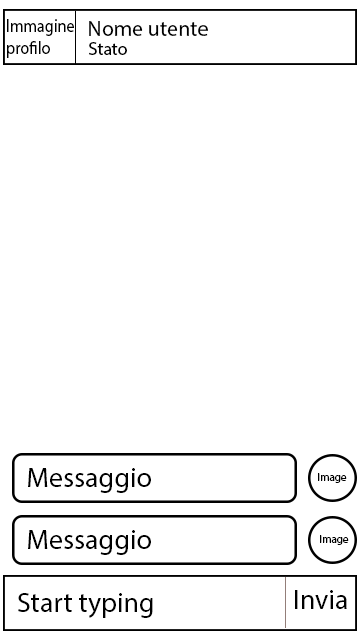 Immagine
profilo
Nome utente
Stato
Messaggio
Image
Messaggio
Image
Start typing
Invia